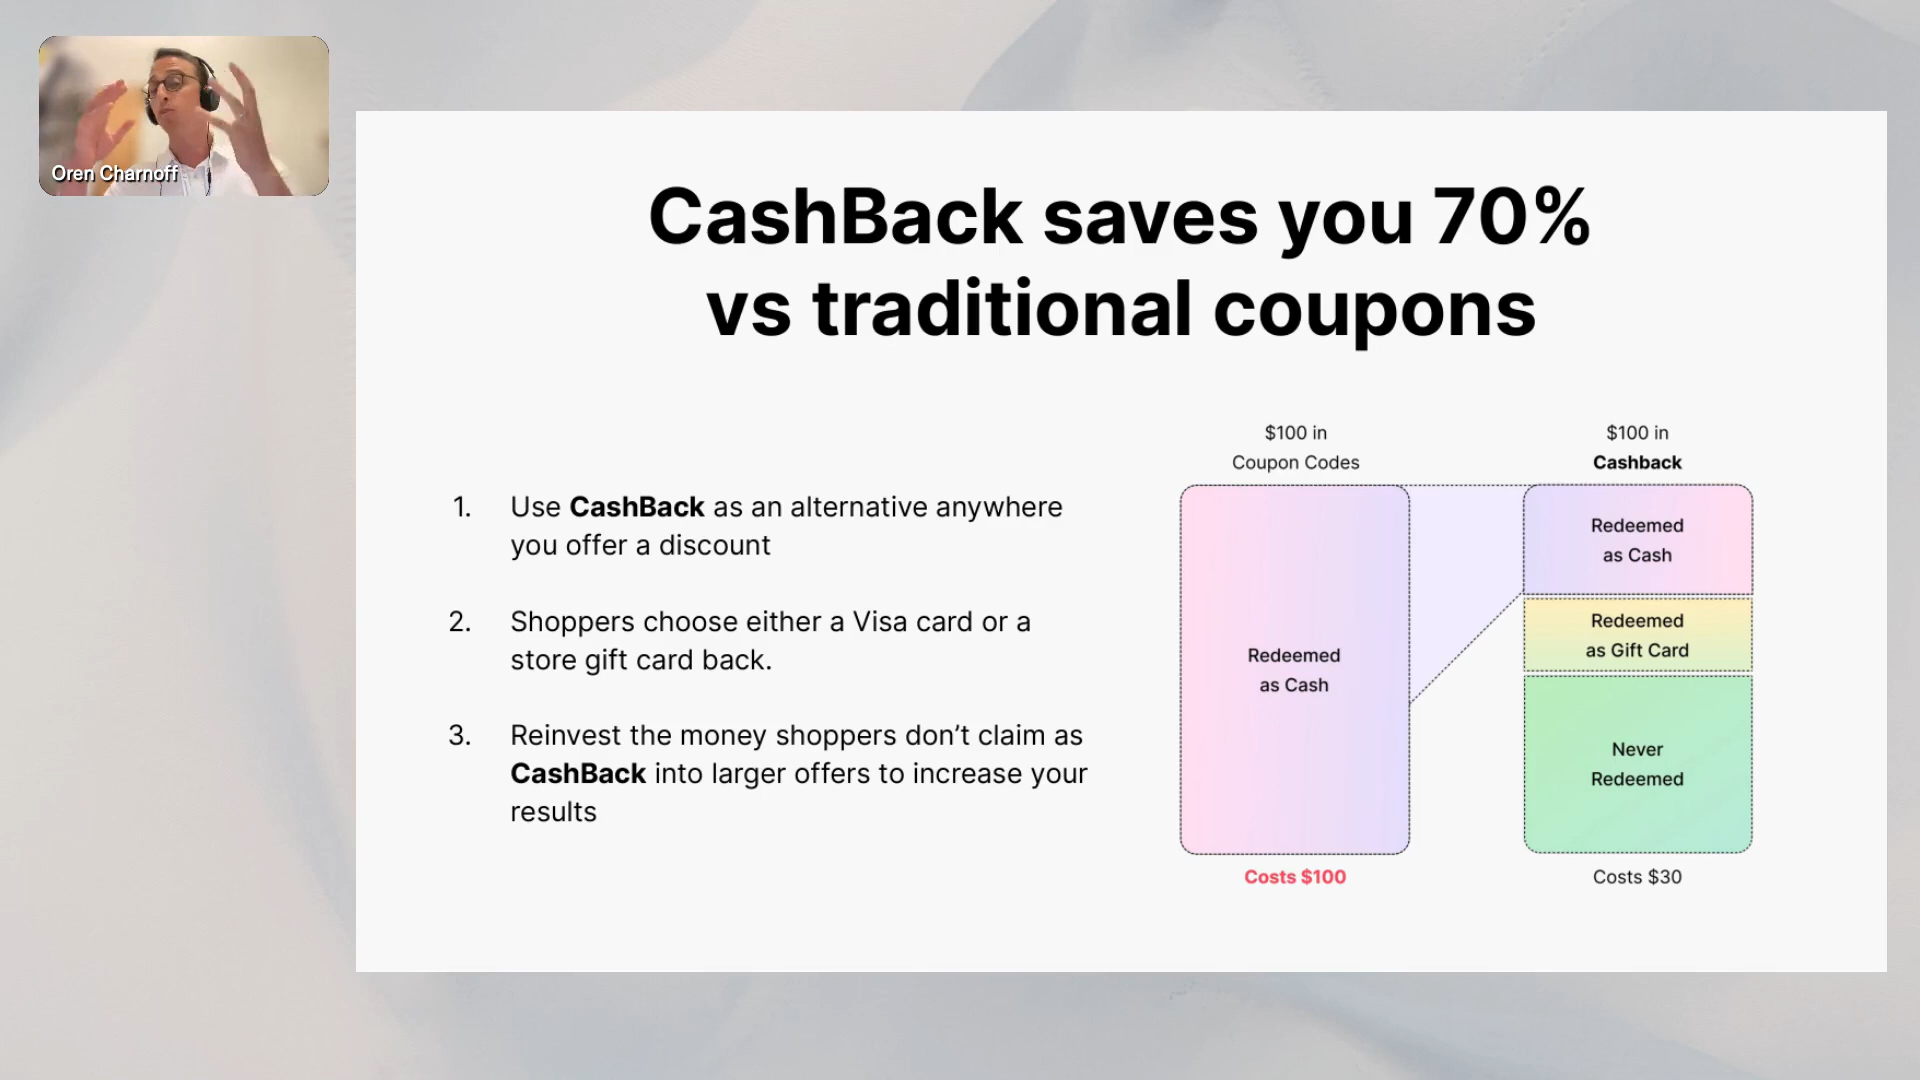 Oren Charnoff
CashBack saves you 70%
vs traditional coupons
1. Use CashBack as an alternative anywhere
you offer a discount
2. Shoppers choose either a Visa card or a
store gift card back.
3. Reinvest the money shoppers don’t claim as
CashBack into larger offers to increase your
results
$100 in
Coupon Codes
Redeemed
as Cash
Costs $100
$100 in
Cashback
Redeemed
as Cash
Redeemed
as Gift Card
Never
Redeemed
Costs $30